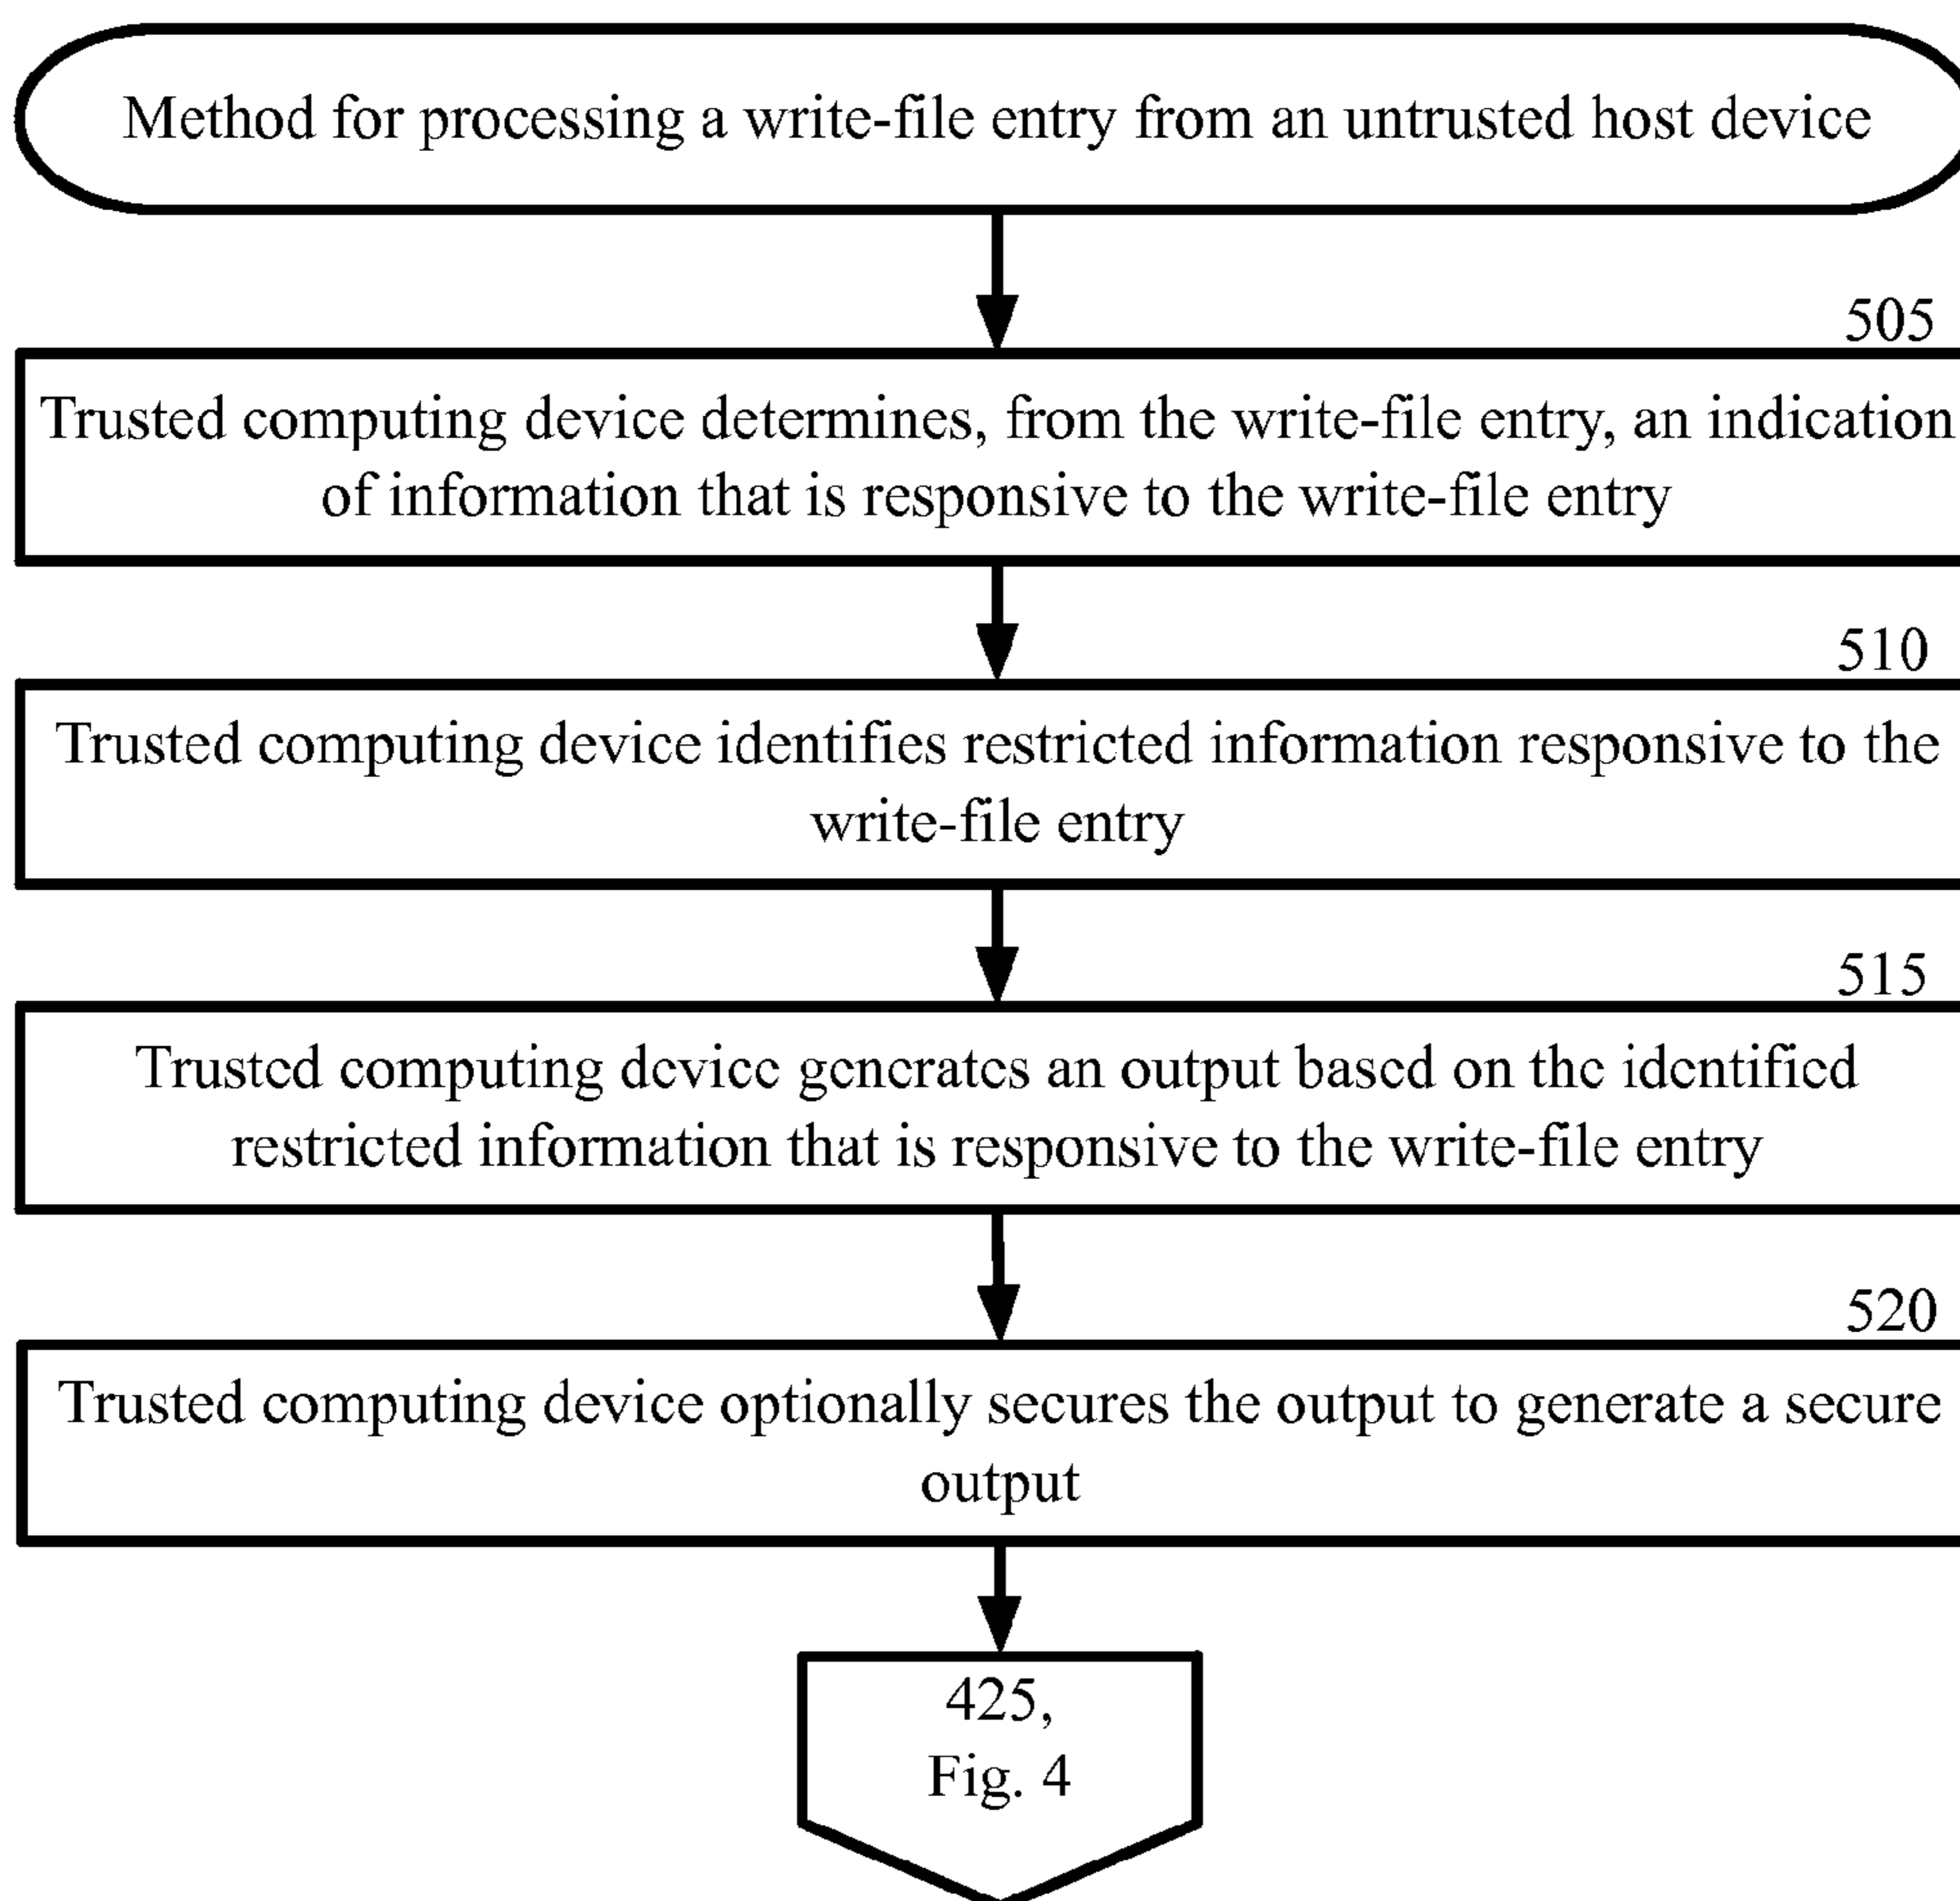 Method for processing a write-file entry from an untrusted host device
505
Trusted computing device determines, from the write-file entry, an indication
of information that is responsive to the write-file entry
510
Trusted computing device identifies restricted information responsive to the
write-file entry
515
Trusted computing device generates an output based on the identified
restricted information that is responsive to the write-file entry
520
Trusted computing device optionally secures the output to generate a secure
output
425,
Fig. 4